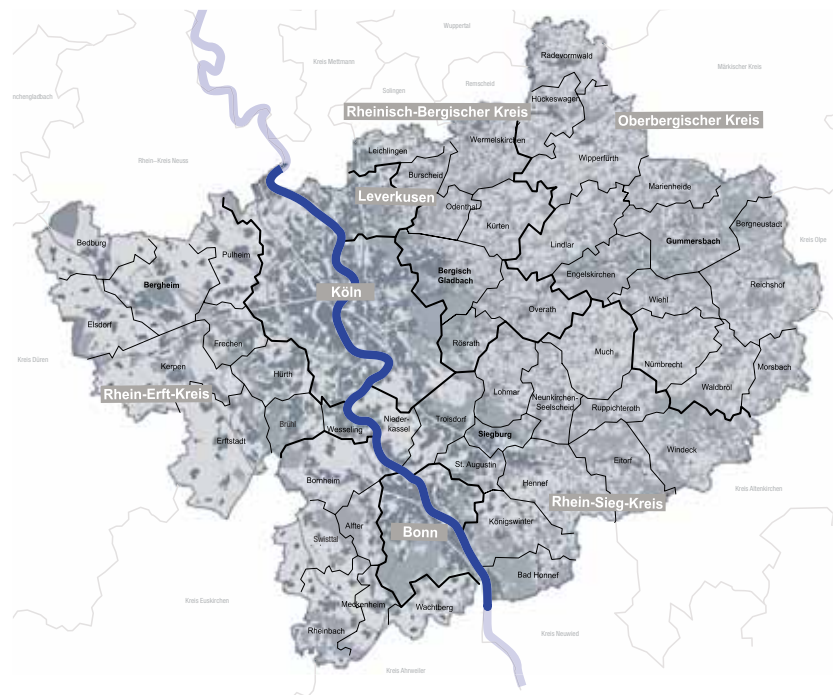 Wuppertal
Kreis Mettmann
Radevormwald
Märkischer Kreis
Remscheid
Solingen
nchengladbach
Hückeswagen
Rheinisch-Bergischer Kreis
Oberbergischer Kreis
Wermelskirchen
Leichlingen
Wipperfürth
Rhein-Kreis Neuss
Burscheid
Marienheide
Leverkusen
Odenthal
Kürten
Bergneustadt
Bedburg
Pulheim
Lindlar
Gummersbach
Kreis Olpe
Bergheim
Bergisch
Gladbach
Engelskirchen
Reichshof
Köln
Wiehl
Overath
Elsdorf
Frechen
Rösrath
Much
Kreis Düren
Kerpen
Hürth
Nümbrecht
Morsbach
Rhein-Erft-Kreis
Lohmar
Neunkirchen-
Seelscheid
Waldbröl
Ruppichteroth
Brühl
Wesseling
Nieder-
kassel
Troisdorf
Siegburg
Erftstadt
Windeck
St. Augustin
Eitorf
Bornheim
Hennef
Kreis Altenkirchen
Rhein-Sieg-Kreis
Alfter
Swisttal
Bonn
Königswinter
Bad Honnef
Kreis Euskirchen
Meckenheim
Wachtberg
Rheinbach
Kreis Neuwied
Kreis Ahrweiler